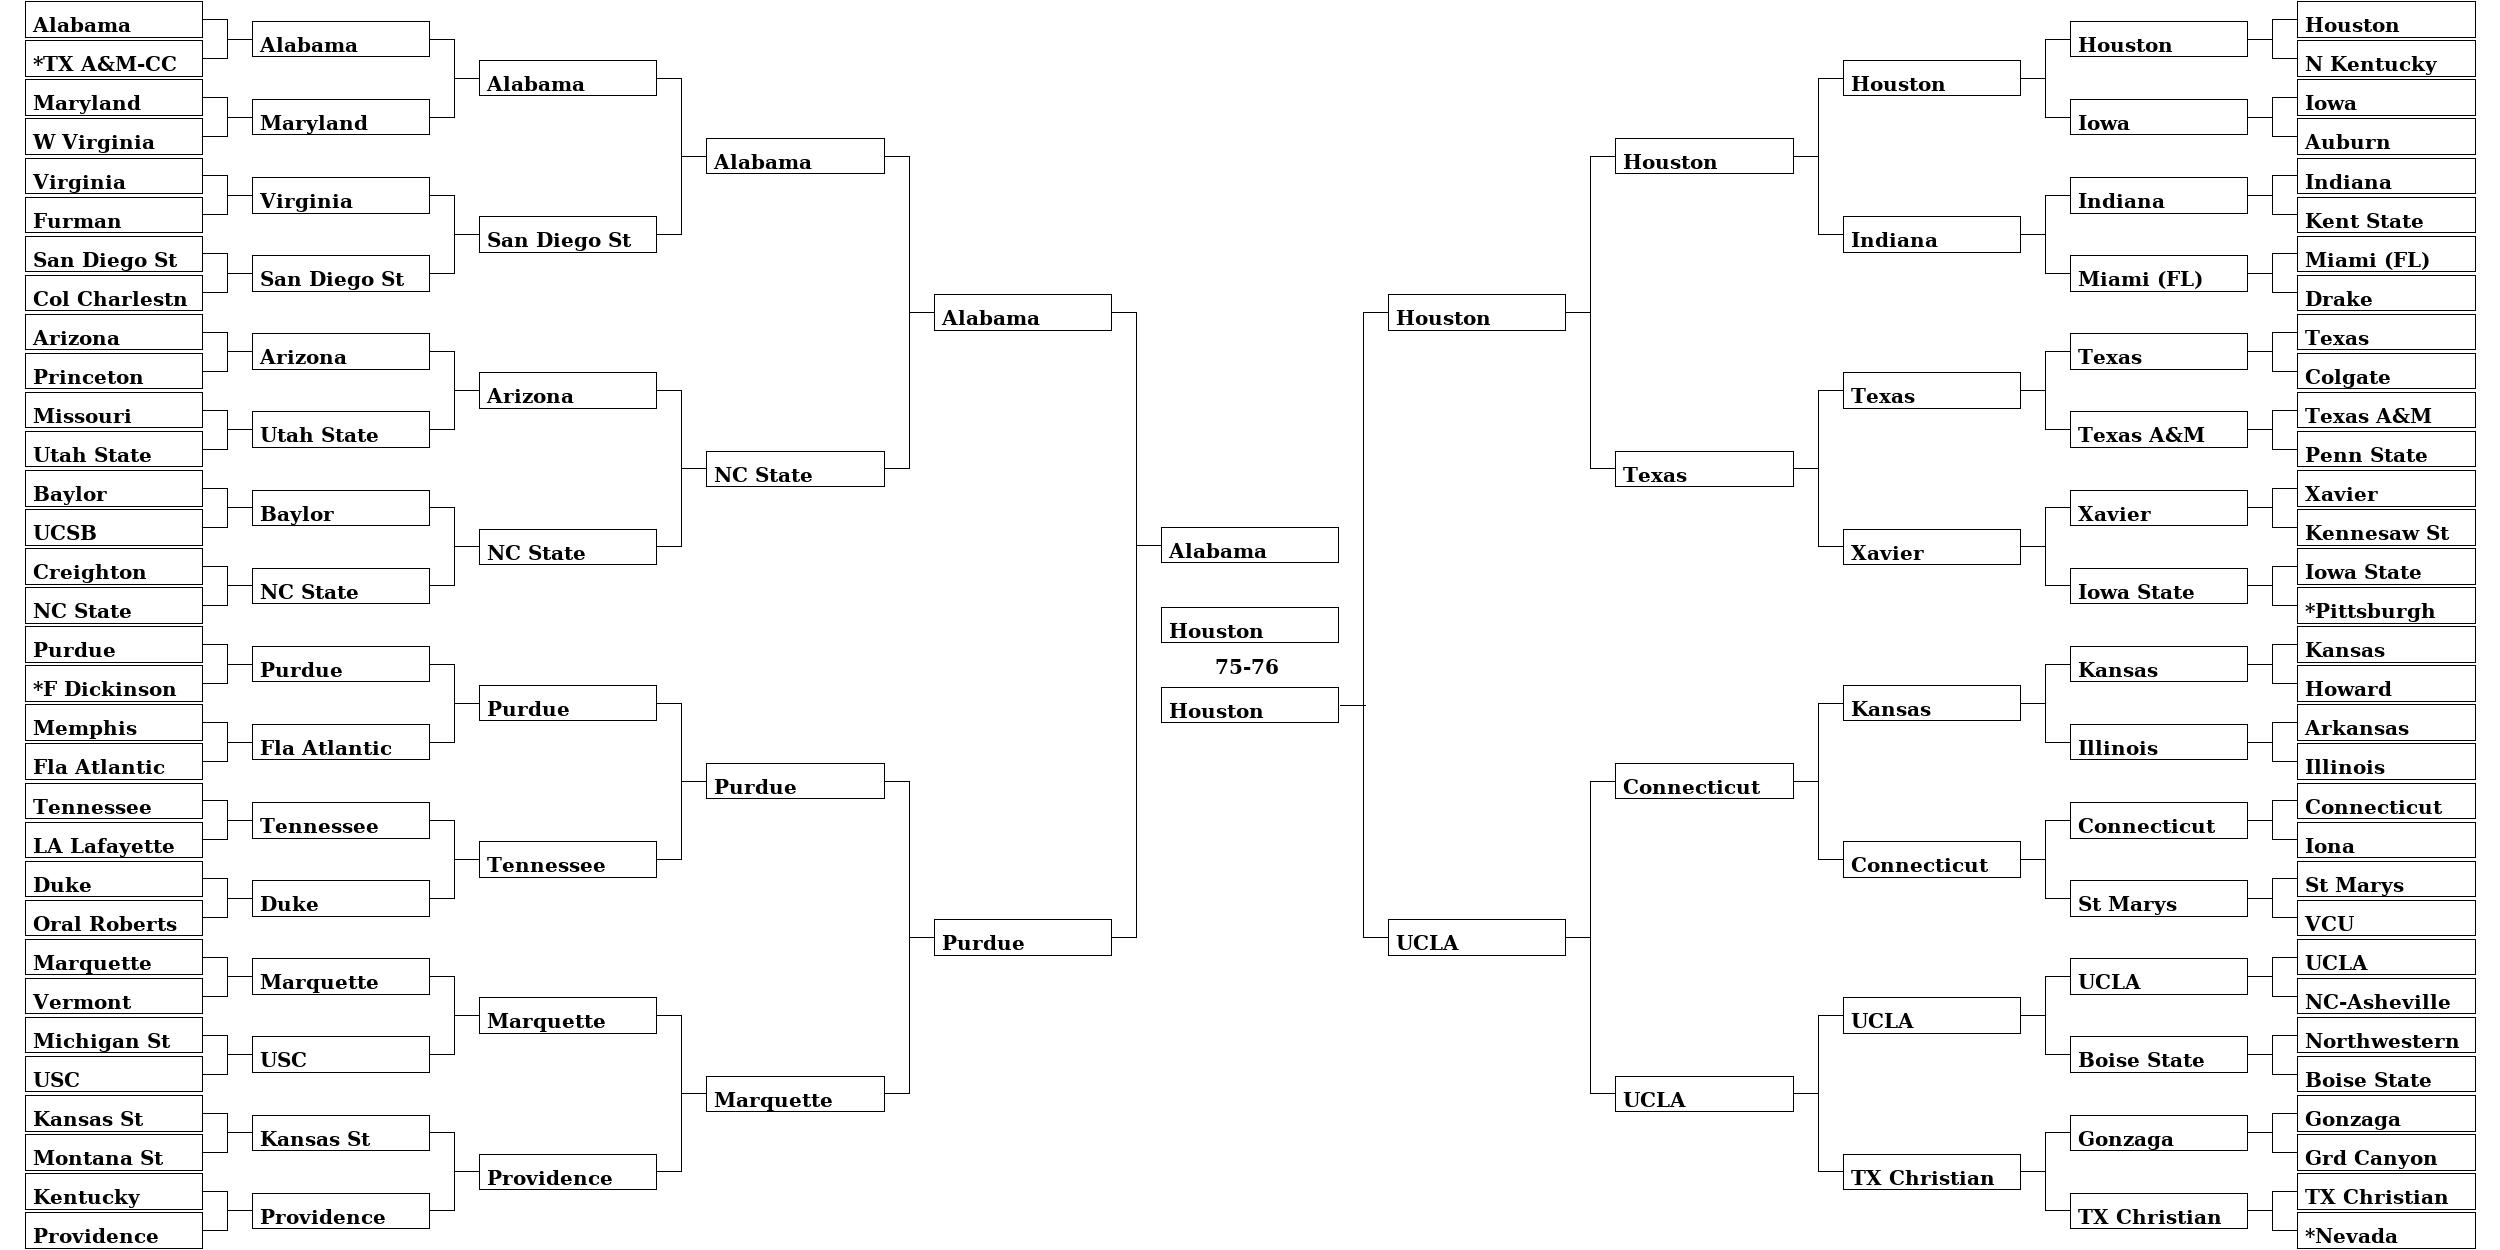 Alabama
*TX A&M-CC
Maryland
W Virginia
Virginia
Furman
San Diego St
Col Charlestn
Arizona
Princeton
Missouri
Utah State
Baylor
UCSB
Creighton
NC State
Purdue
*F Dickinson
Memphis
Fla Atlantic
Tennessee
LA Lafayette
Duke
Oral Roberts
Marquette
Vermont
Michigan St
USC
Kansas St
Montana St
Kentucky
Providence
Alabama
Maryland
Virginia
San Diego St
Arizona
Utah State
Baylor
NC State
Purdue
Fla Atlantic
Tennessee
Duke
Marquette
USC
Kansas St
Providence
Alabama
San Diego St
Arizona
NC State
Purdue
Tennessee
Marquette
Providence
Alabama
NC State
Purdue
Marquette
Alabama
Purdue
Alabama
Houston
75-76
Houston
Houston
UCLA
Houston
Texas
Connecticut
UCLA
Houston
Indiana
Texas
Xavier
Kansas
Connecticut
UCLA
TX Christian
Houston
Iowa
Indiana
Miami (FL)
Texas
Texas A&M
Xavier
Iowa State
Kansas
Illinois
Connecticut
St Marys
UCLA
Boise State
Gonzaga
TX Christian
Houston
N Kentucky
Iowa
Auburn
Indiana
Kent State
Miami (FL)
Drake
Texas
Colgate
Texas A&M
Penn State
Xavier
Kennesaw St
Iowa State
*Pittsburgh
Kansas
Howard
Arkansas
Illinois
Connecticut
Iona
St Marys
VCU
UCLA
NC-Asheville
Northwestern
Boise State
Gonzaga
Grd Canyon
TX Christian
*Nevada